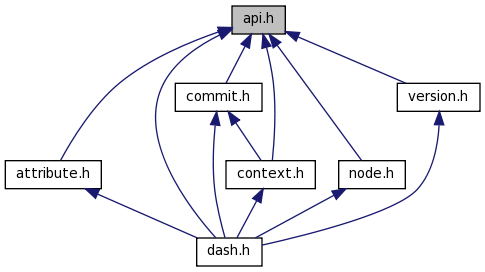 api.h
commit.h
version.h
attribute.h
context.h
node.h
dash.h